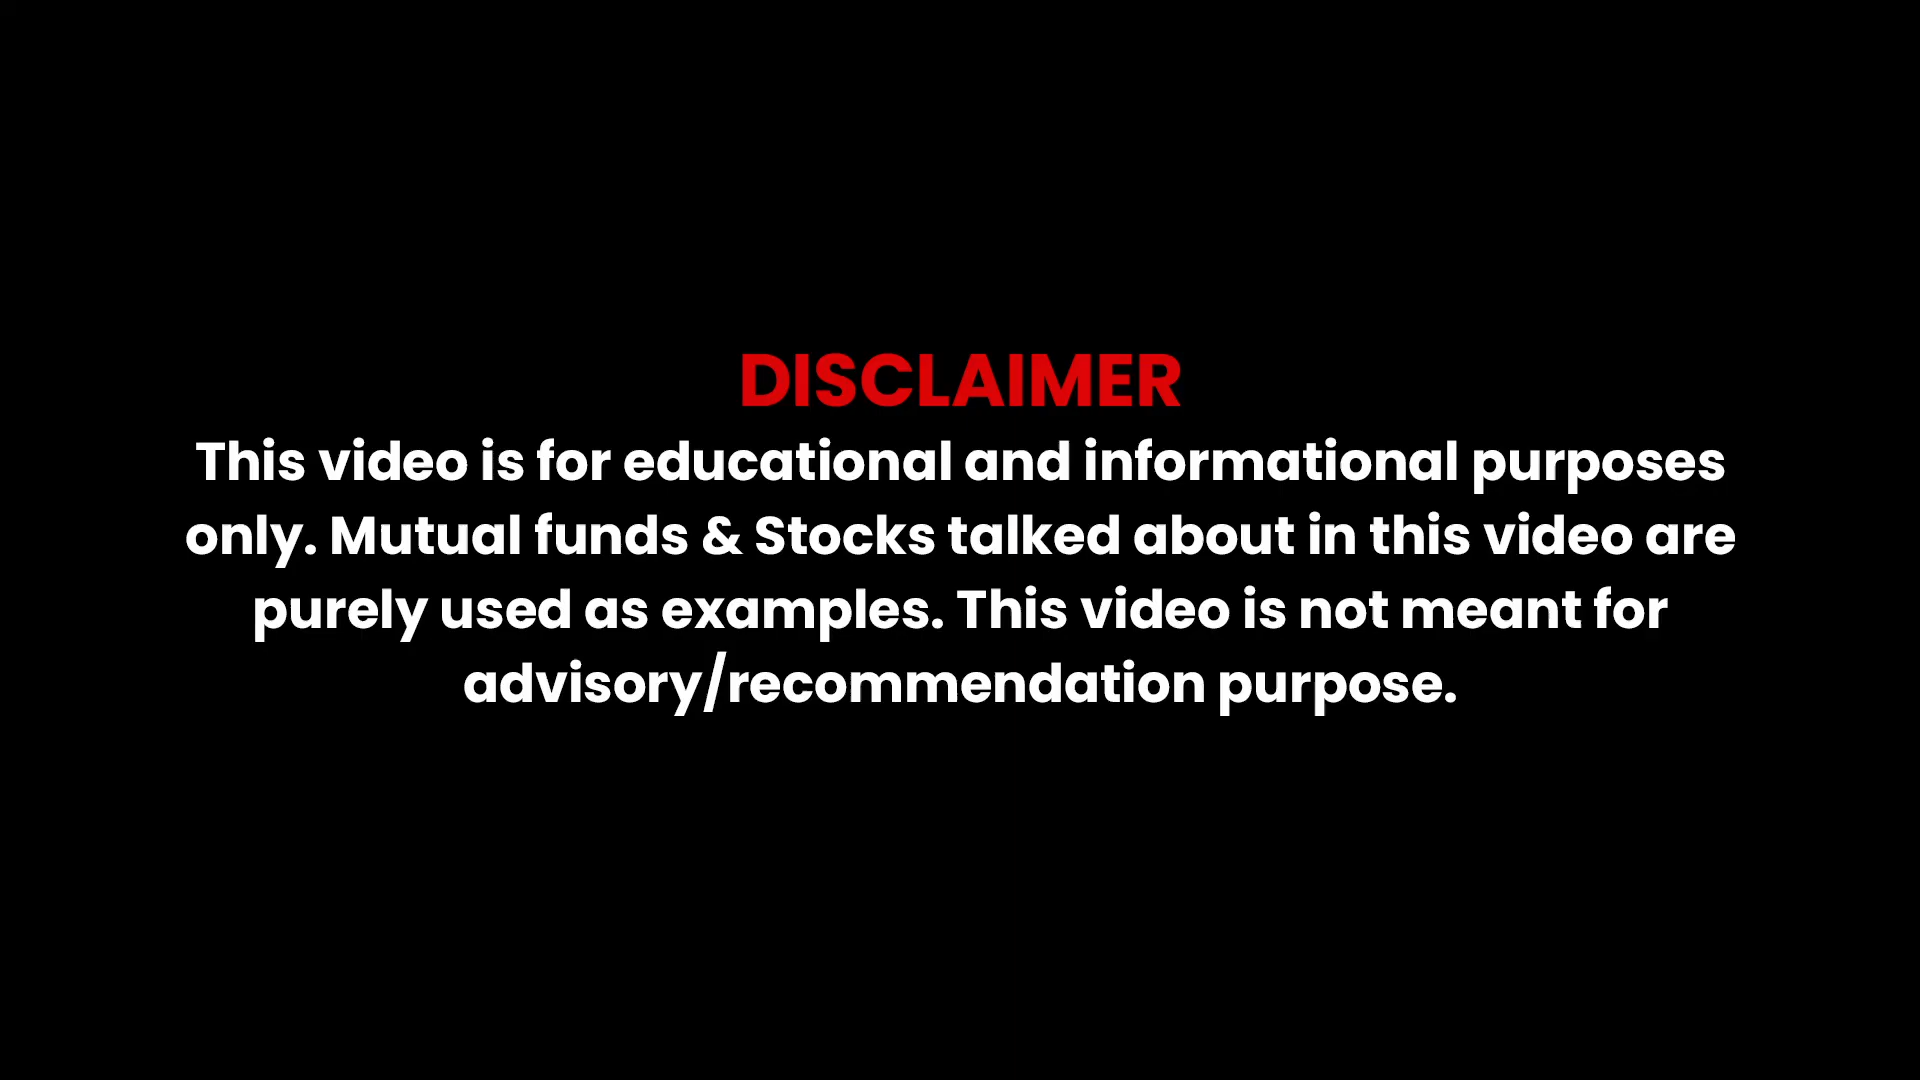 DISCLAIMER
This video is for educational and informational purposes
only. Mutual funds & Stocks talked about in this video are
purely used as examples. This video is not meant for
advisory/recommendation purpose.